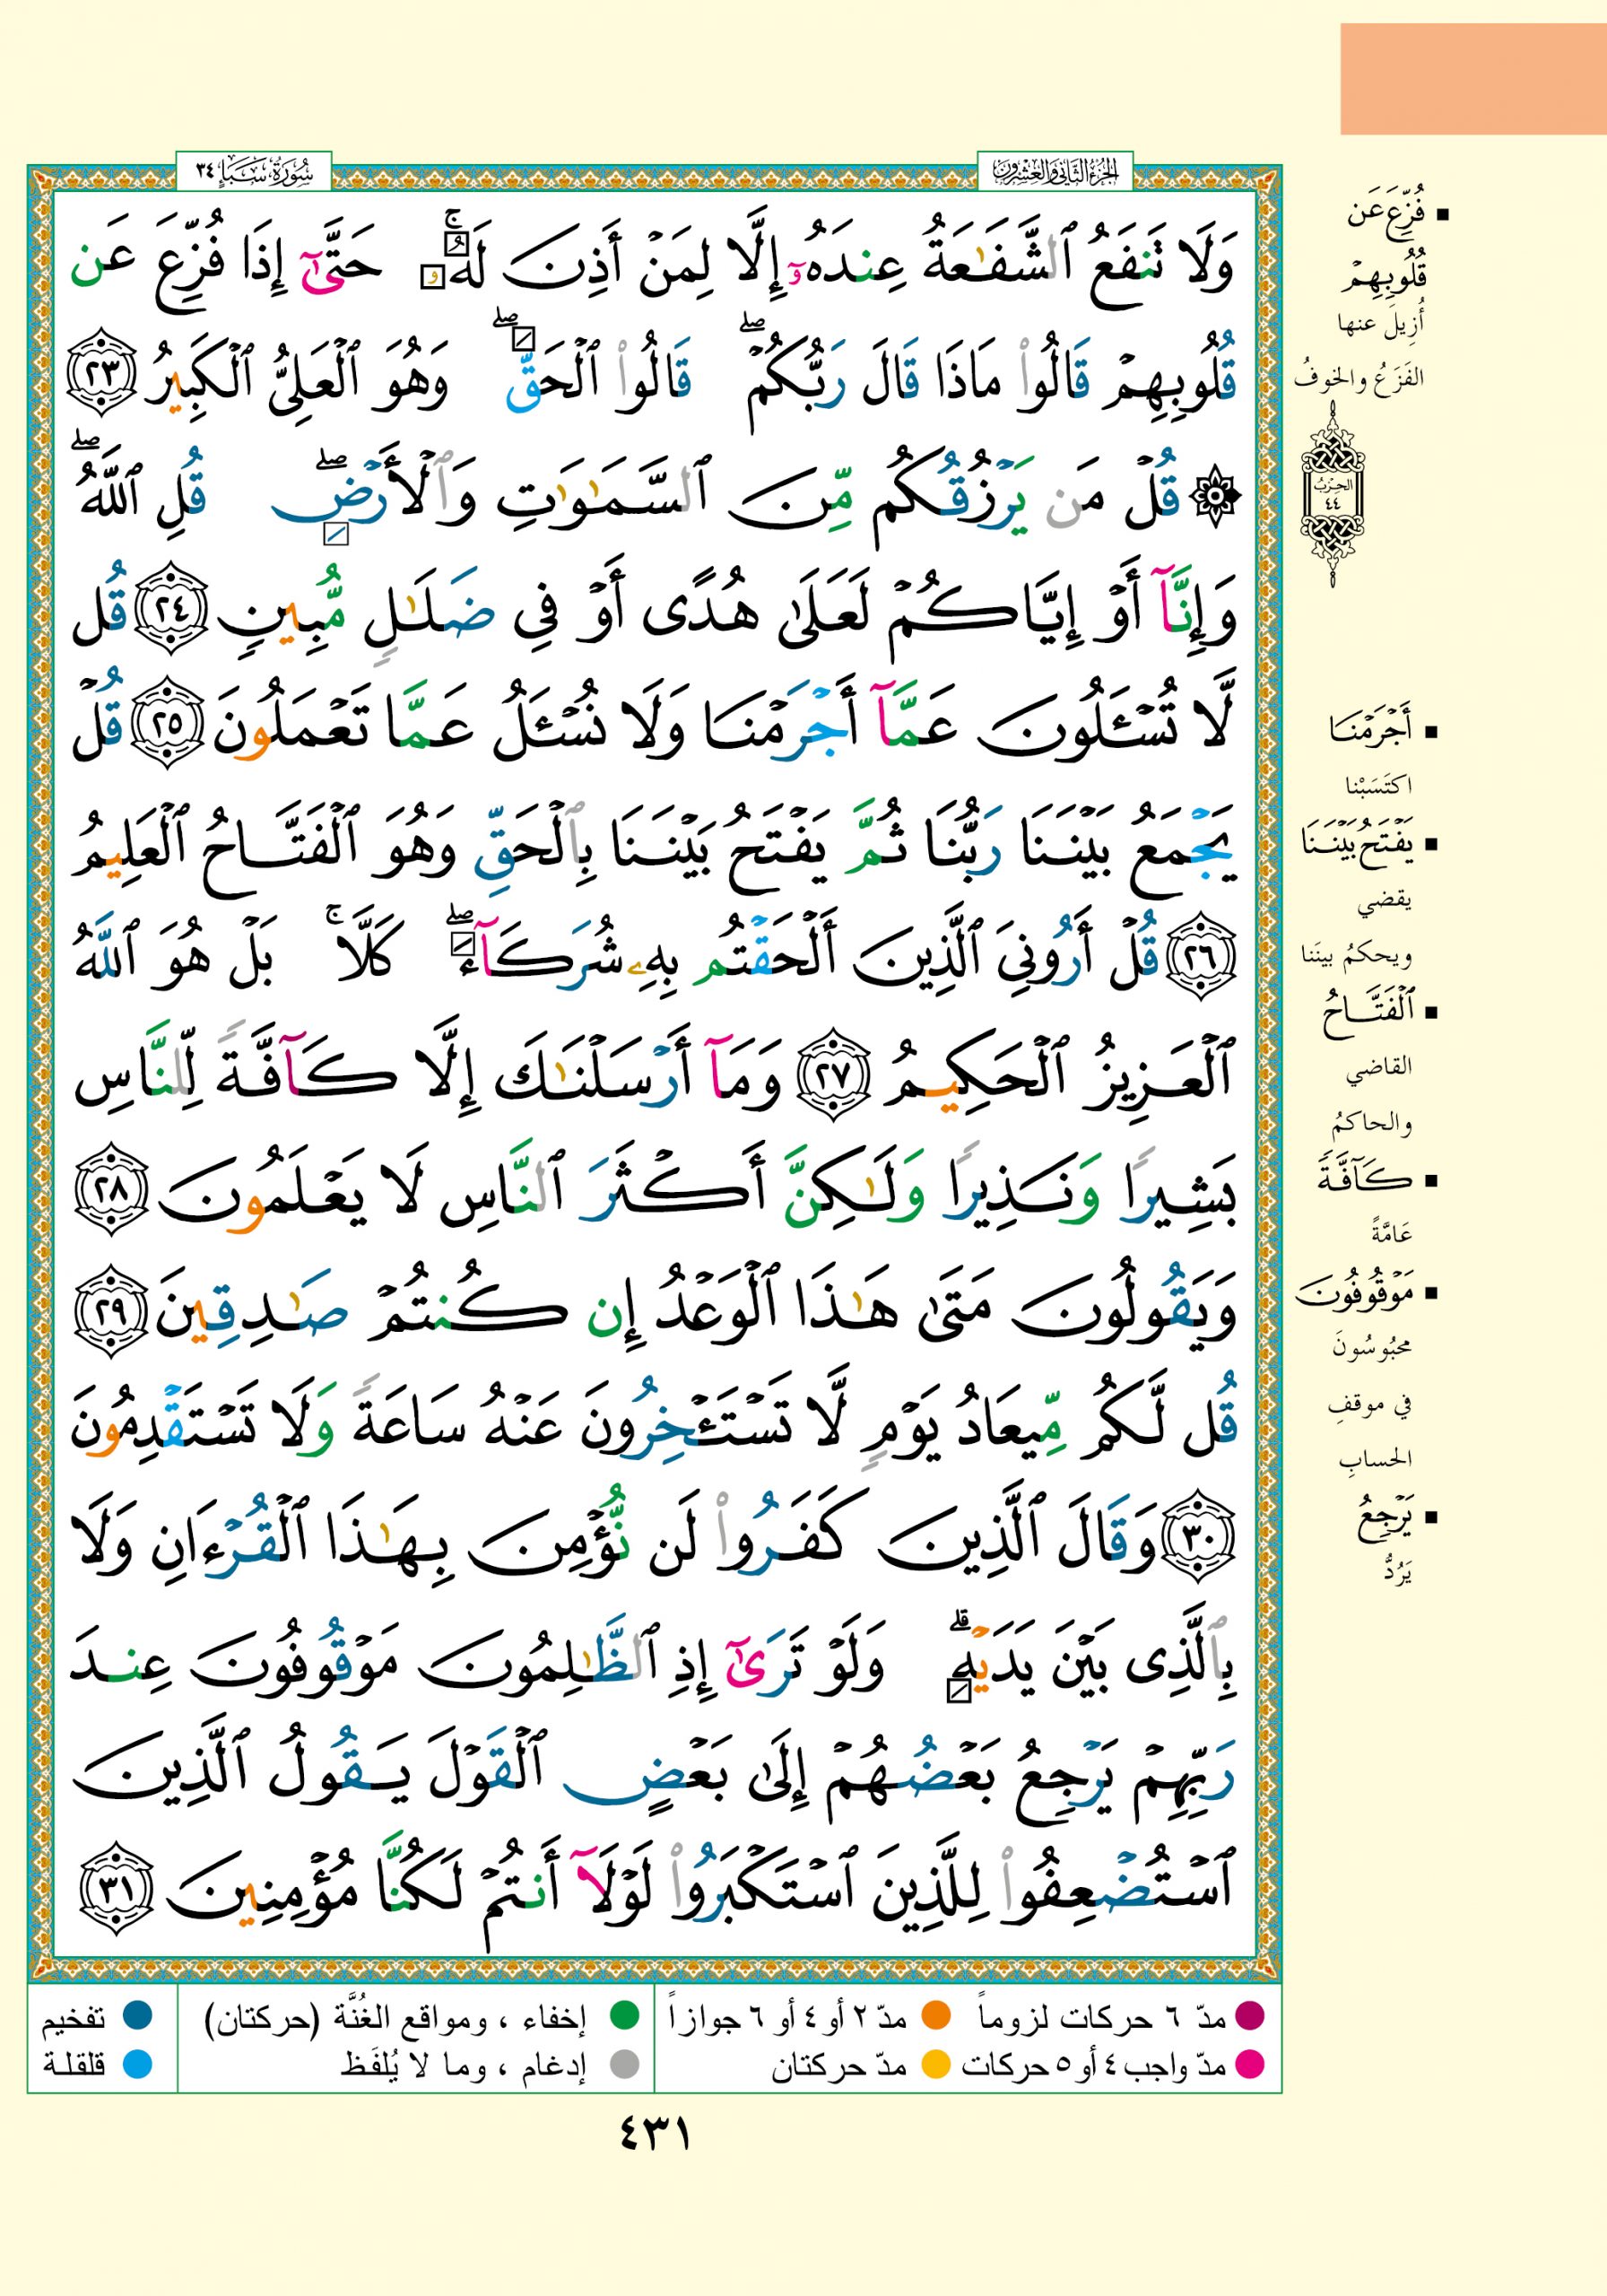 الجزء الثاني والعشرون
سورة سبإ ٣٤
وَلَا تَنفَعُ ٱلشَّفَٰعَةُ عِندَهُۥٓ إِلَّا لِمَنْ أَذِنَ لَهُۥ ۚ حَتَّىٰٓ إِذَا فُزِّعَ عَن
قُلُوبِهِمْ قَالُوا۟ مَاذَا قَالَ رَبُّكُمْ ۖ قَالُوا۟ ٱلْحَقَّ ۖ وَهُوَ ٱلْعَلِىُّ ٱلْكَبِيرُ ٢٣
۞ قُلْ مَن يَرْزُقُكُم مِّنَ ٱلسَّمَٰوَٰتِ وَٱلْأَرْضِ ۖ قُلِ ٱللَّهُ ۖ
وَإِنَّآ أَوْ إِيَّاكُمْ لَعَلَىٰ هُدًى أَوْ فِى ضَلَٰلٍ مُّبِينٍ ٢٤ قُل
لَّا تُسْـَٔلُونَ عَمَّآ أَجْرَمْنَا وَلَا نُسْـَٔلُ عَمَّا تَعْمَلُونَ ٢٥ قُلْ
يَجْمَعُ بَيْنَنَا رَبُّنَا ثُمَّ يَفْتَحُ بَيْنَنَا بِٱلْحَقِّ وَهُوَ ٱلْفَتَّاحُ ٱلْعَلِيمُ
٢٦ قُلْ أَرُونِىَ ٱلَّذِينَ أَلْحَقْتُم بِهِۦ شُرَكَآءَ ۖ كَلَّا ۚ بَلْ هُوَ ٱللَّهُ
ٱلْعَزِيزُ ٱلْحَكِيمُ ٢٧ وَمَآ أَرْسَلْنَٰكَ إِلَّا كَآفَّةً لِّلنَّاسِ
بَشِيرًا وَنَذِيرًا وَلَٰكِنَّ أَكْثَرَ ٱلنَّاسِ لَا يَعْلَمُونَ ٢٨
وَيَقُولُونَ مَتَىٰ هَٰذَا ٱلْوَعْدُ إِن كُنتُمْ صَٰدِقِينَ ٢٩
قُل لَّكُم مِّيعَادُ يَوْمٍ لَّا تَسْتَـْٔخِرُونَ عَنْهُ سَاعَةً وَلَا تَسْتَقْدِمُونَ
٣٠ وَقَالَ ٱلَّذِينَ كَفَرُوا۟ لَن نُّؤْمِنَ بِهَٰذَا ٱلْقُرْءَانِ وَلَا
بِٱلَّذِى بَيْنَ يَدَيْهِ ۗ وَلَوْ تَرَىٰٓ إِذِ ٱلظَّٰلِمُونَ مَوْقُوفُونَ عِندَ
رَبِّهِمْ يَرْجِعُ بَعْضُهُمْ إِلَىٰ بَعْضٍ ٱلْقَوْلَ يَقُولُ ٱلَّذِينَ
ٱسْتُضْعِفُوا۟ لِلَّذِينَ ٱسْتَكْبَرُوا۟ لَوْلَآ أَنتُمْ لَكُنَّا مُؤْمِنِينَ ٣١
▪ فُزِّعَ عَن
قُلُوبِهِمْ
أُزِيلَ عنها
الفَزَعُ والخوفُ
الحزب
٤٤
▪ أَجْرَمْنَا
اكتَسَبْنا
▪ يَفْتَحُ بَيْنَنَا
يقضي
ويحكمُ بينَنا
▪ ٱلْفَتَّاحُ
القاضي
والحاكمُ
▪ كَآفَّةً
عَامَّةً
▪ مَوْقُوفُونَ
محبُوسُونَ
في موقفِ
الحسابِ
▪ يَرْجِعُ
يَرُدُّ
مدّ ٦ حركات لزوماً مدّ ٢ أو ٤ أو ٦ جوازاً إخفاء ، ومواقع الغُنَّة (حركتان) تفخيم
مدّ واجب ٤ أو ٥ حركات مدّ حركتان إدغام ، وما لا يُلفَظ قلقلة
٤٣١